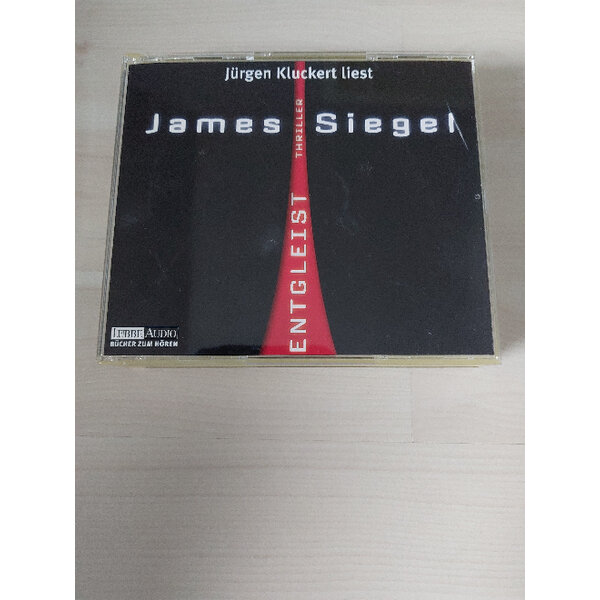 Jürgen Kluckert liest
James Siegel
THRILLER
ENTGLEIST
LÜBBE AUDIO
BÜCHER ZUM HÖREN